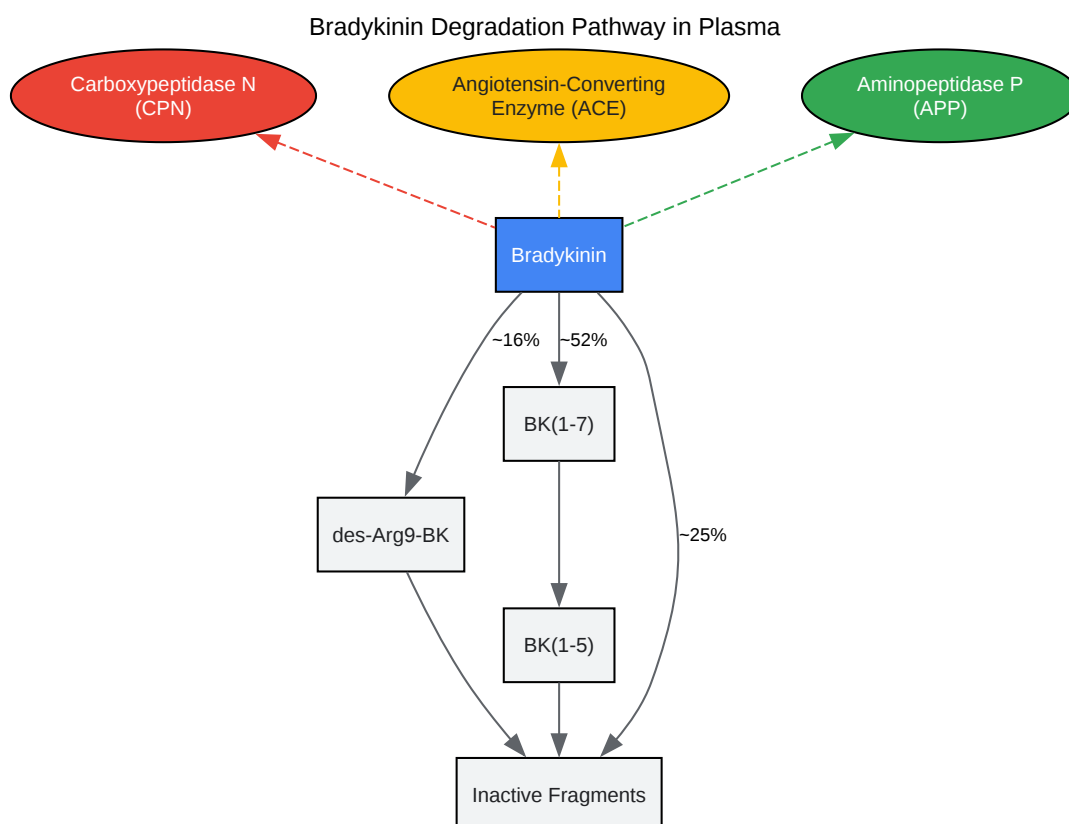 Bradykinin Degradation Pathway in Plasma
Carboxypeptidase N
(CPN)
Angiotensin-Converting
Enzyme (ACE)
Aminopeptidase P
(APP)
Bradykinin
~16%
~52%
BK(1-7)
des-Arg9-BK
~25%
BK(1-5)
Inactive Fragments